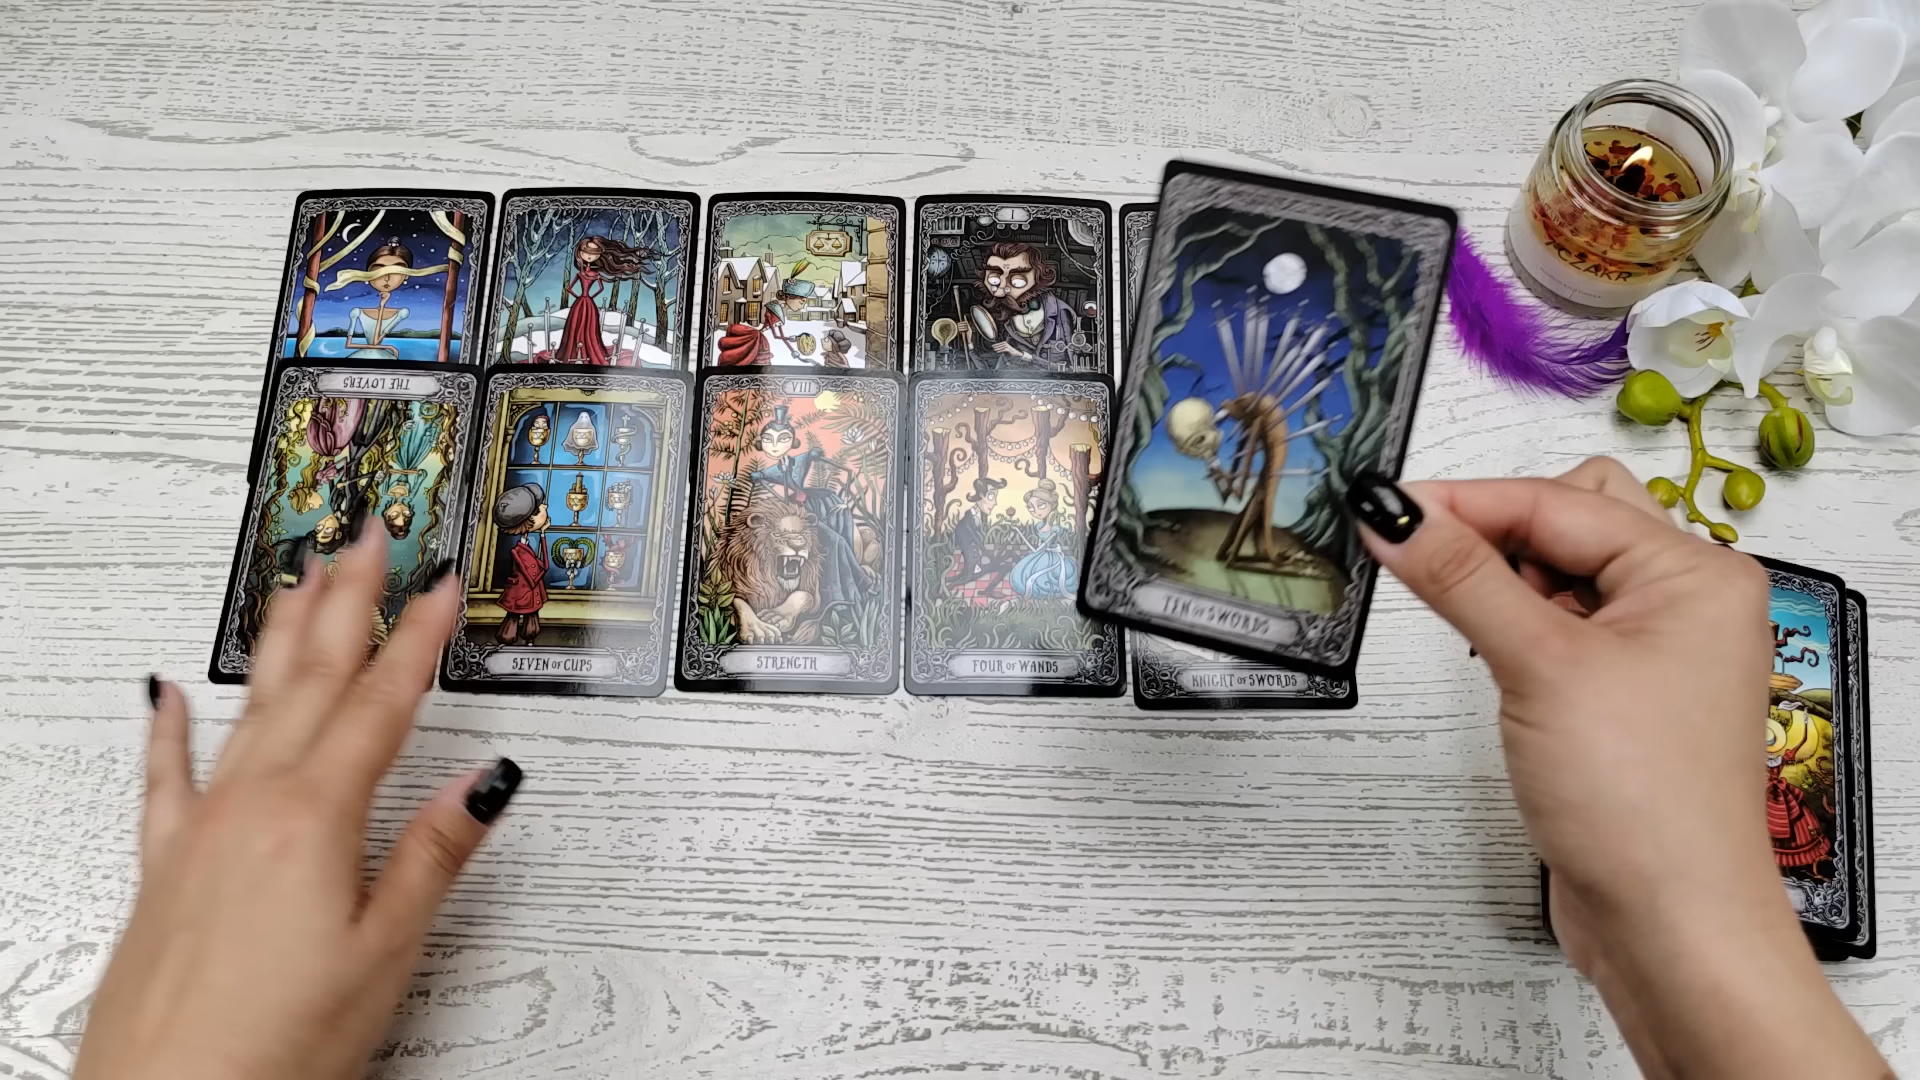 I
THE LOVERS
VIII
SEVEN OF CUPS
STRENGTH
FOUR OF WANDS
TEN OF SWORDS
KNIGHT OF SWORDS